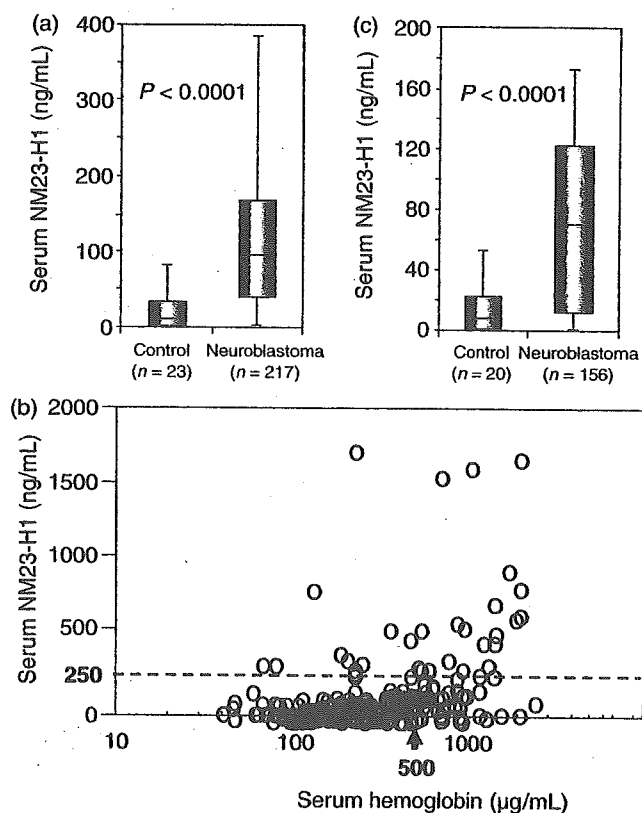 (a)
Serum NM23-H1 (ng/mL)
400
300
200
100
0
P < 0.0001
Control
(n = 23)
Neuroblastoma
(n = 217)
(c)
Serum NM23-H1 (ng/mL)
200
160
120
80
40
0
P < 0.0001
Control
(n = 20)
Neuroblastoma
(n = 156)
(b)
Serum NM23-H1 (ng/mL)
2000
1500
1000
500
250
0
10
100
1000
500
Serum hemoglobin (µg/mL)